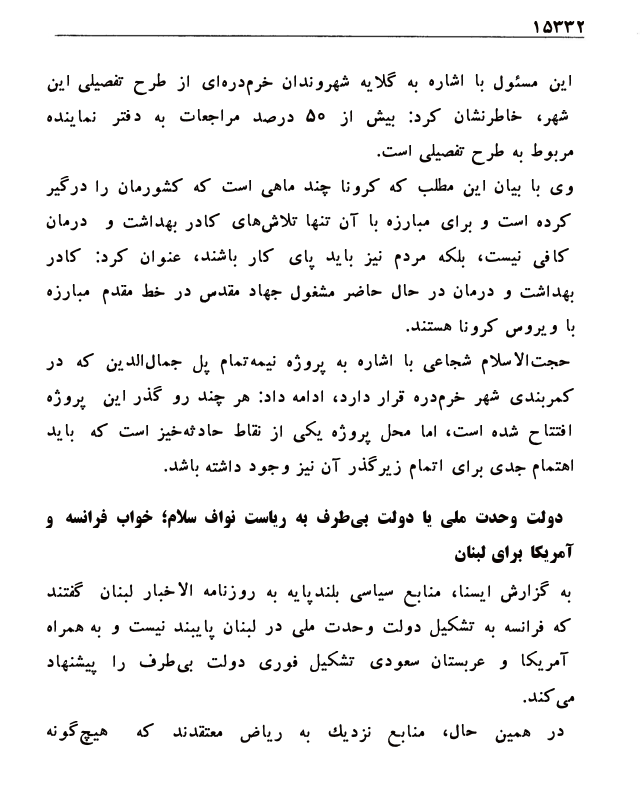 ۱۵۳۳۲
این مسئول با اشاره به گلایه شهروندان خرم‌دره‌ای از طرح تفصیلی این
شهر، خاطرنشان کرد: بیش از ۵۰ درصد مراجعات به دفتر نماینده
مربوط به طرح تفصیلی است.
وی با بیان این مطلب که کرونا چند ماهی است که کشورمان را درگیر
کرده است و برای مبارزه با آن تنها تلاش‌های کادر بهداشت و درمان
کافی نیست، بلکه مردم نیز باید پای کار باشند، عنوان کرد: کادر
بهداشت و درمان در حال حاضر مشغول جهاد مقدس در خط مقدم مبارزه
با ویروس کرونا هستند.
حجت‌الاسلام شجاعی با اشاره به پروژه نیمه‌تمام پل جمال‌الدین که در
کمربندی شهر خرم‌دره قرار دارد، ادامه داد: هر چند رو گذر این پروژه
افتتاح شده است، اما محل پروژه یکی از نقاط حادثه‌خیز است که باید
اهتمام جدی برای اتمام زیرگذر آن نیز وجود داشته باشد.
دولت وحدت ملی یا دولت بی‌طرف به ریاست نواف سلام؛ خواب فرانسه و
آمریکا برای لبنان
به گزارش ایسنا، منابع سیاسی بلندپایه به روزنامه الاخبار لبنان گفتند
که فرانسه به تشکیل دولت وحدت ملی در لبنان پایبند نیست و به همراه
آمریکا و عربستان سعودی تشکیل فوری دولت بی‌طرف را پیشنهاد
می‌کند.
در همین حال، منابع نزدیك به ریاض معتقدند که هیچ‌گونه